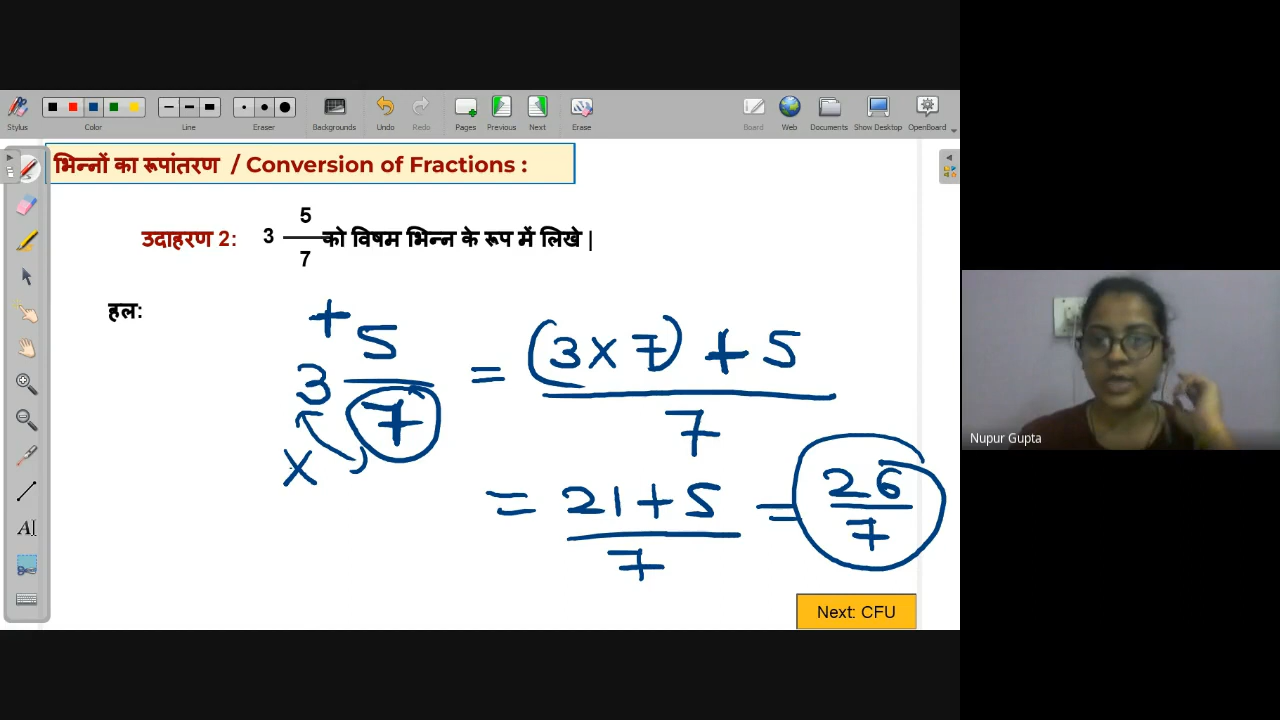 Stylus Color Line Eraser Backgrounds Undo Redo Pages Previous Next Erase Board Web Documents Show Desktop OpenBoard
भिन्नों का रूपांतरण / Conversion of Fractions :
5
उदाहरण 2: 3 को विषम भिन्न के रूप में लिखे |
7
हल:
+ 5
3 = (3x7) + 5
7 7
x
= 21+5 = 26
7 7
Next: CFU
Nupur Gupta